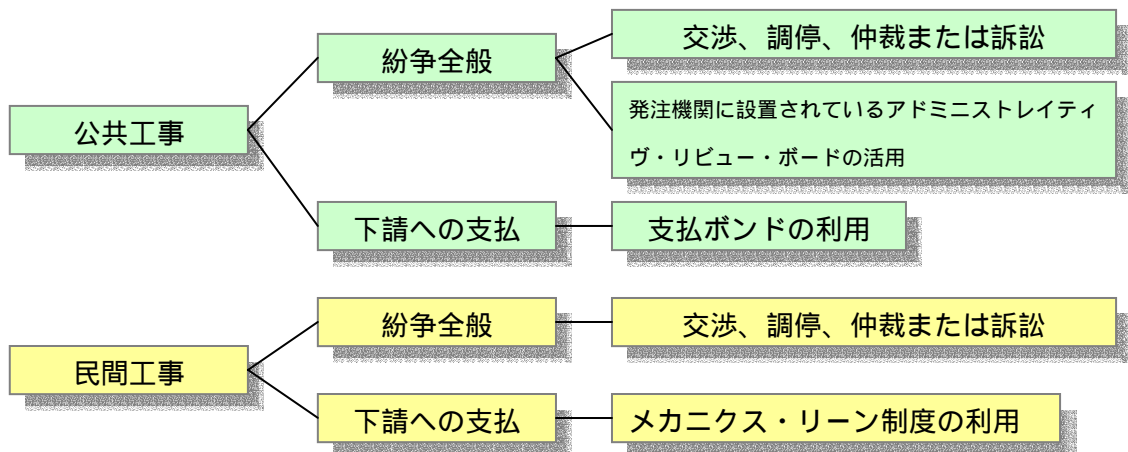 公共工事
紛争全般
交渉、調停、仲裁または訴訟
発注機関に設置されているアドミニストレイティ
ヴ・リビュー・ボードの活用
下請への支払
支払ボンドの利用
民間工事
紛争全般
交渉、調停、仲裁または訴訟
下請への支払
メカニクス・リーン制度の利用